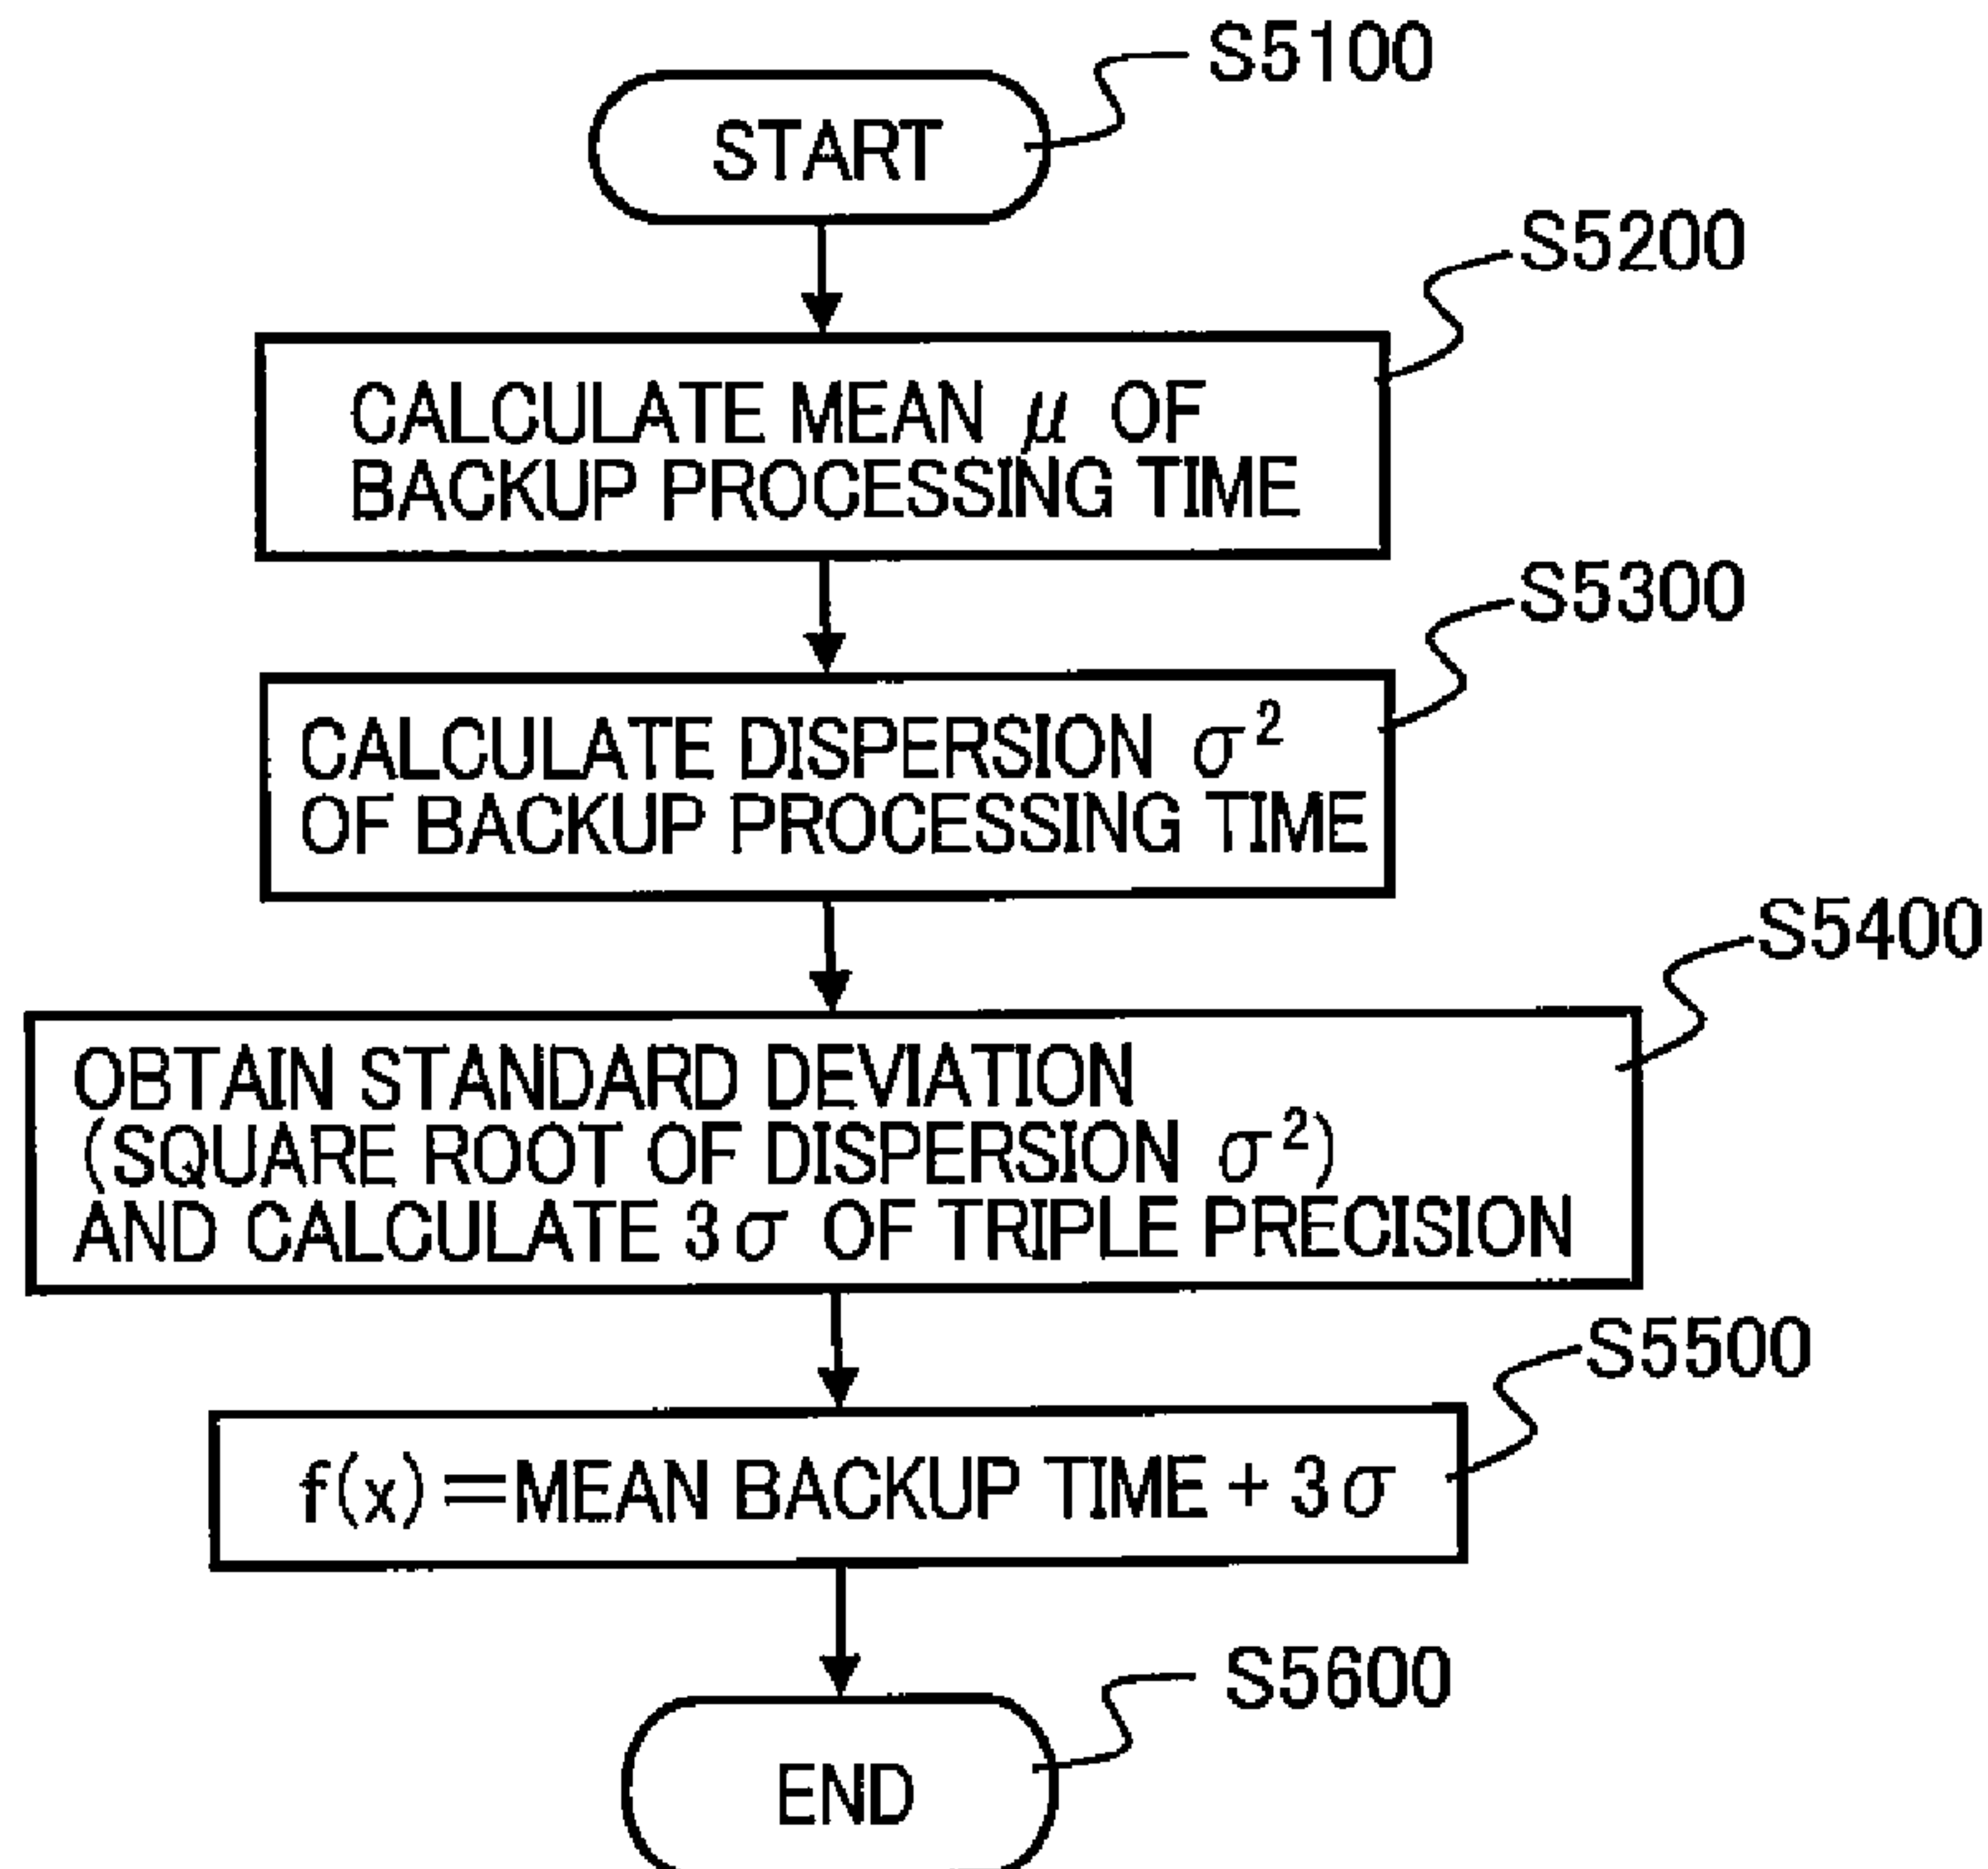 S5100
START
S5200
CALCULATE MEAN μ OF
BACKUP PROCESSING TIME
S5300
CALCULATE DISPERSION σ²
OF BACKUP PROCESSING TIME
S5400
OBTAIN STANDARD DEVIATION
(SQUARE ROOT OF DISPERSION σ²)
AND CALCULATE 3σ OF TRIPLE PRECISION
S5500
f(x)=MEAN BACKUP TIME + 3σ
S5600
END